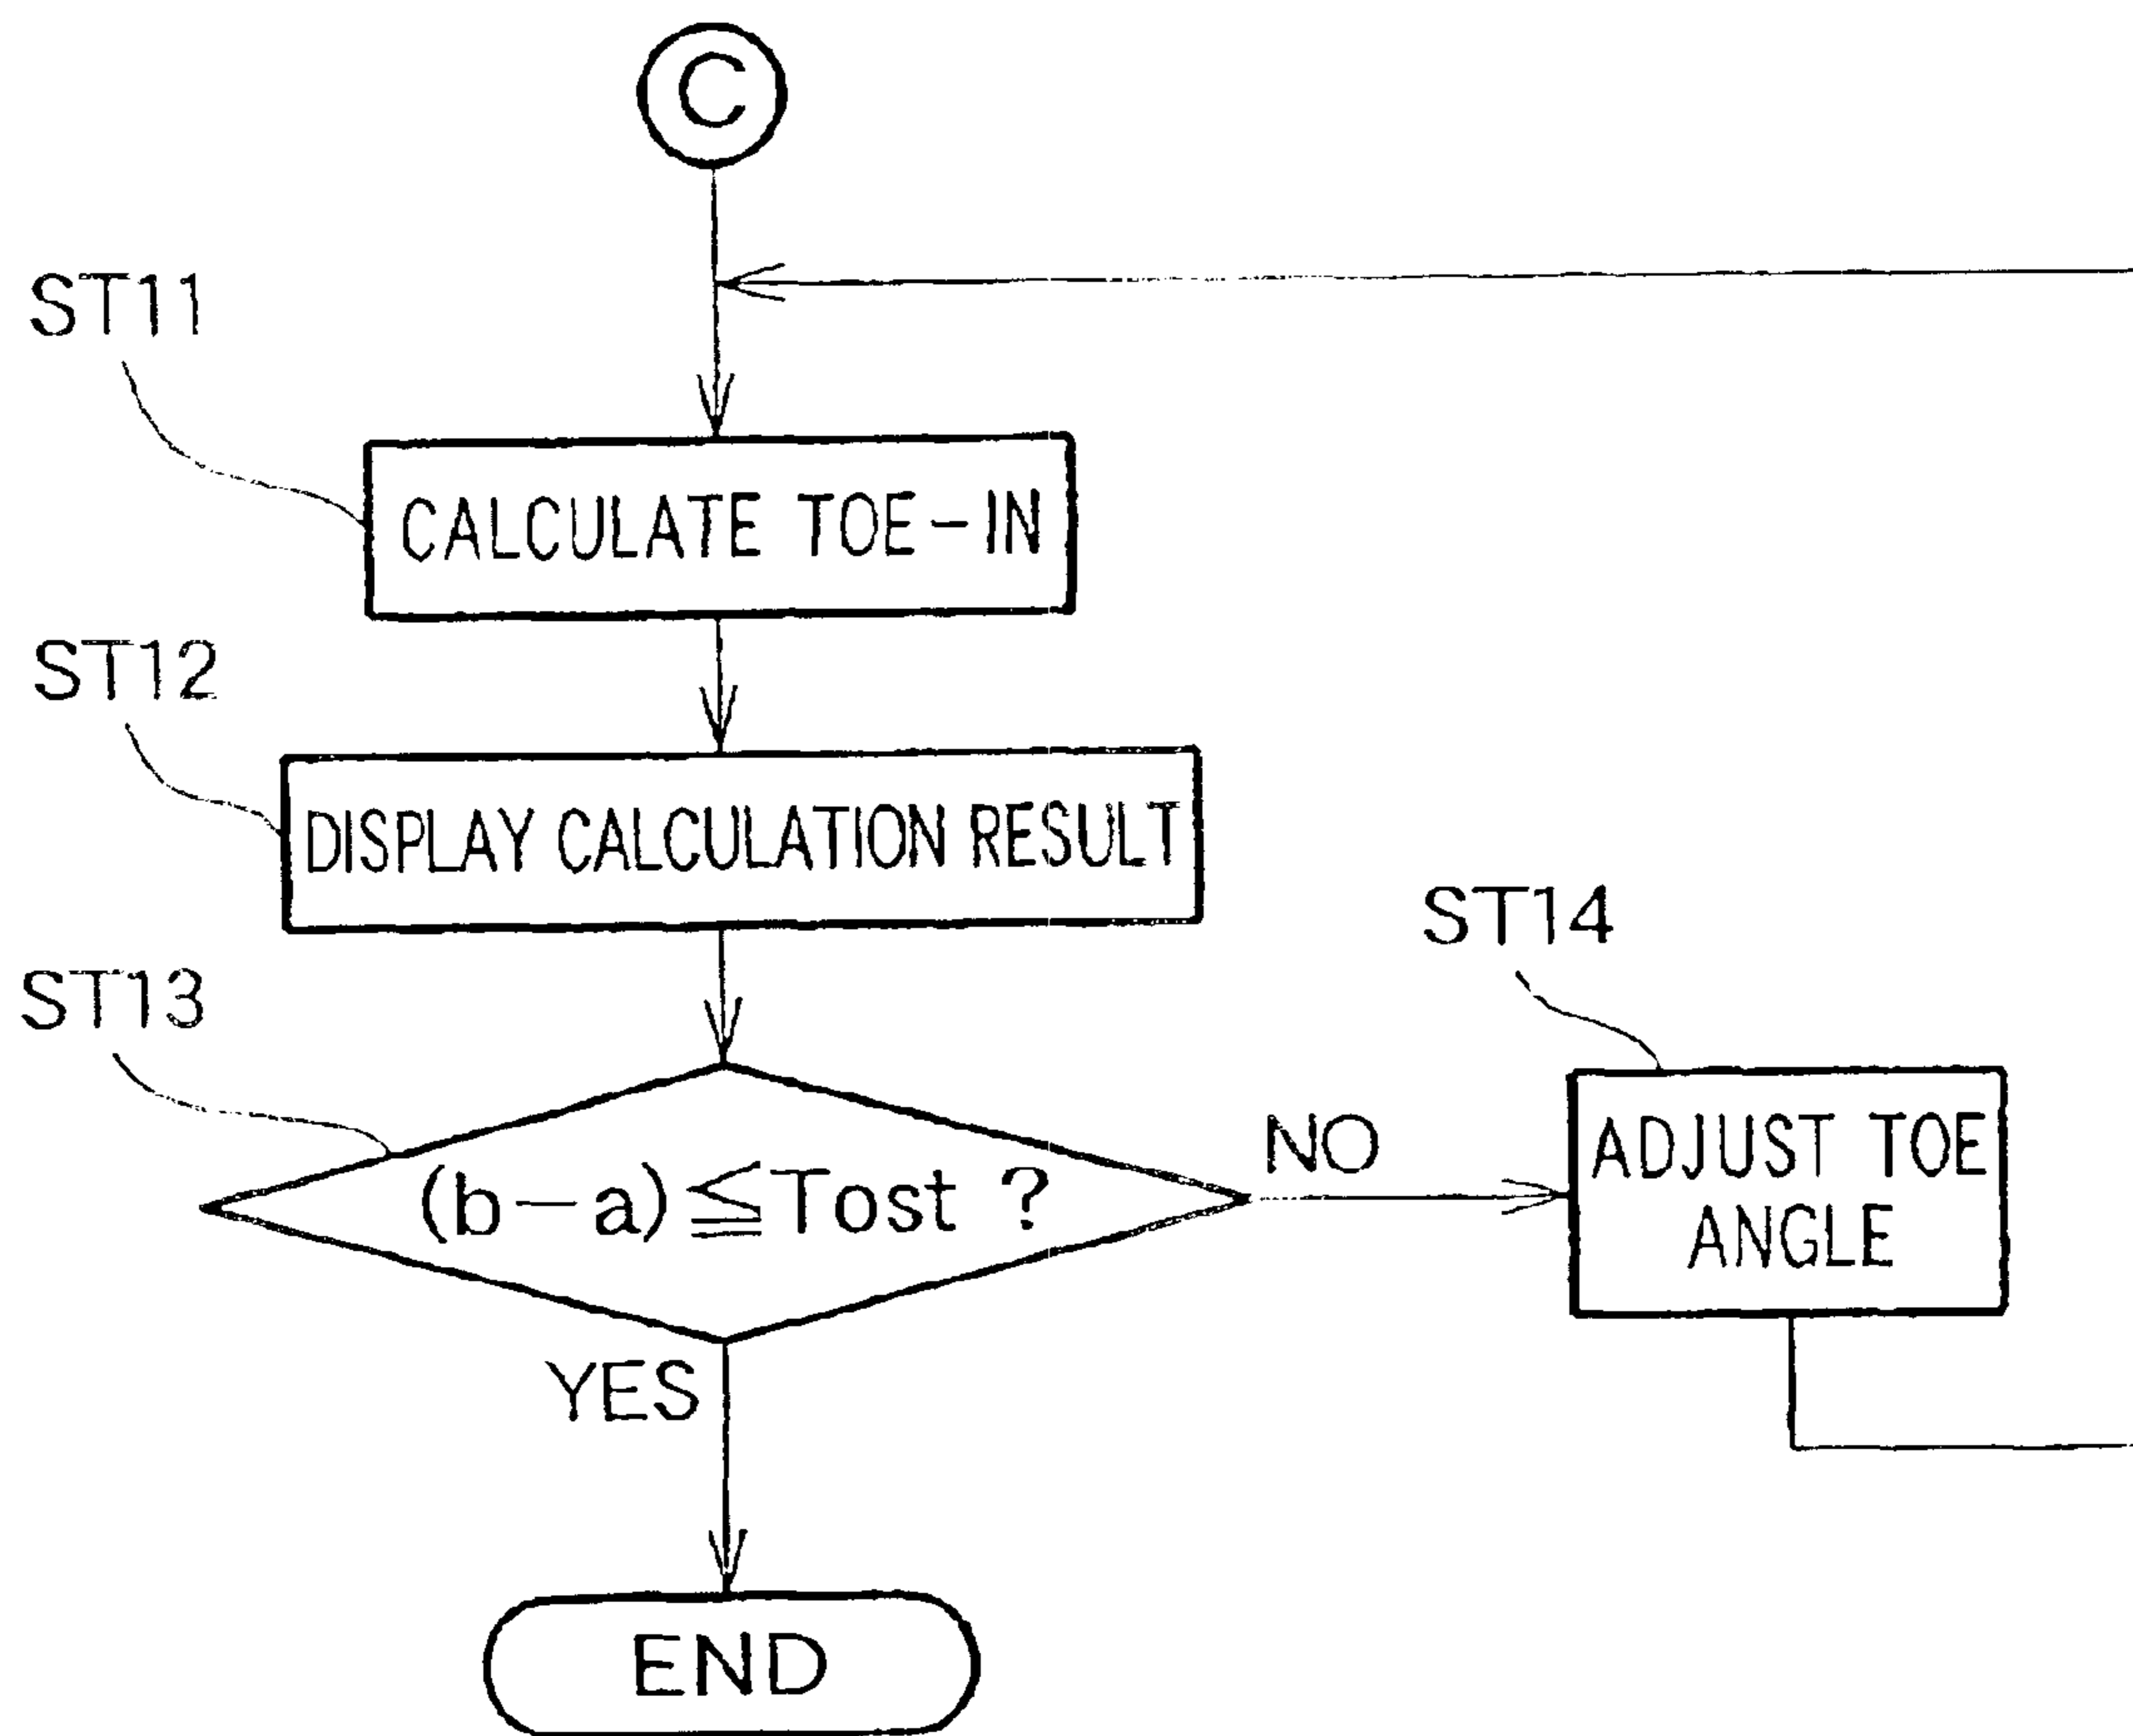 C
ST11
CALCULATE TOE-IN
ST12
DISPLAY CALCULATION RESULT
ST13
(b-a)≦Tost ?
NO
ST14
ADJUST TOE
ANGLE
YES
END